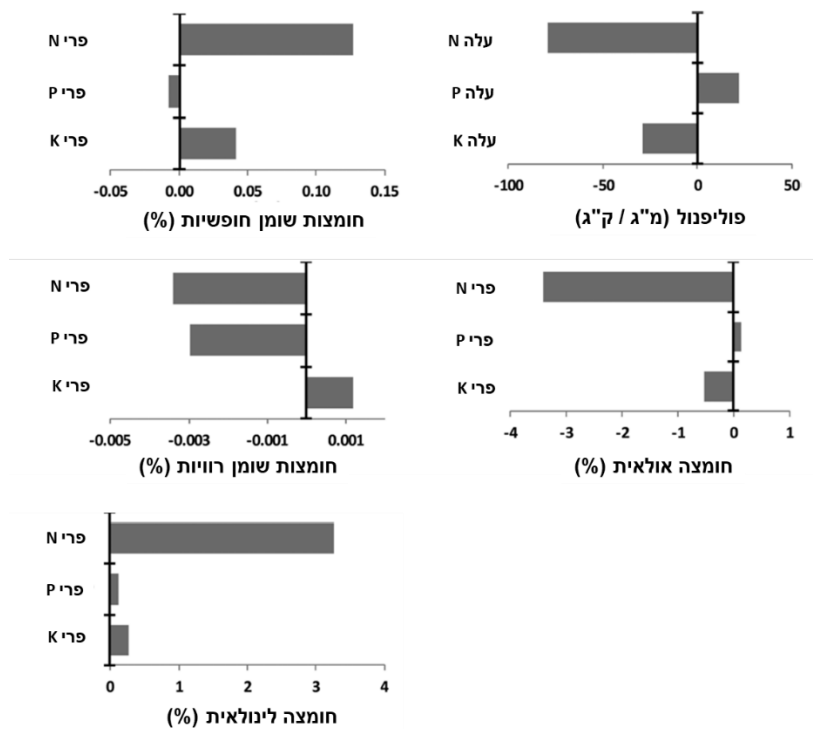 פרי N
פרי P
פרי K
-0.05 0.00 0.05 0.10 0.15
חומצות שומן חופשיות (%)
עלה N
עלה P
עלה K
-100 -50 0 50
פוליפנול (מ"ג / ק"ג)
פרי N
פרי P
פרי K
-0.005 -0.003 -0.001 0.001
חומצות שומן רוויות (%)
פרי N
פרי P
פרי K
-4 -3 -2 -1 0 1
חומצה אולאית (%)
פרי N
פרי P
פרי K
0 1 2 3 4
חומצה לינולאית (%)